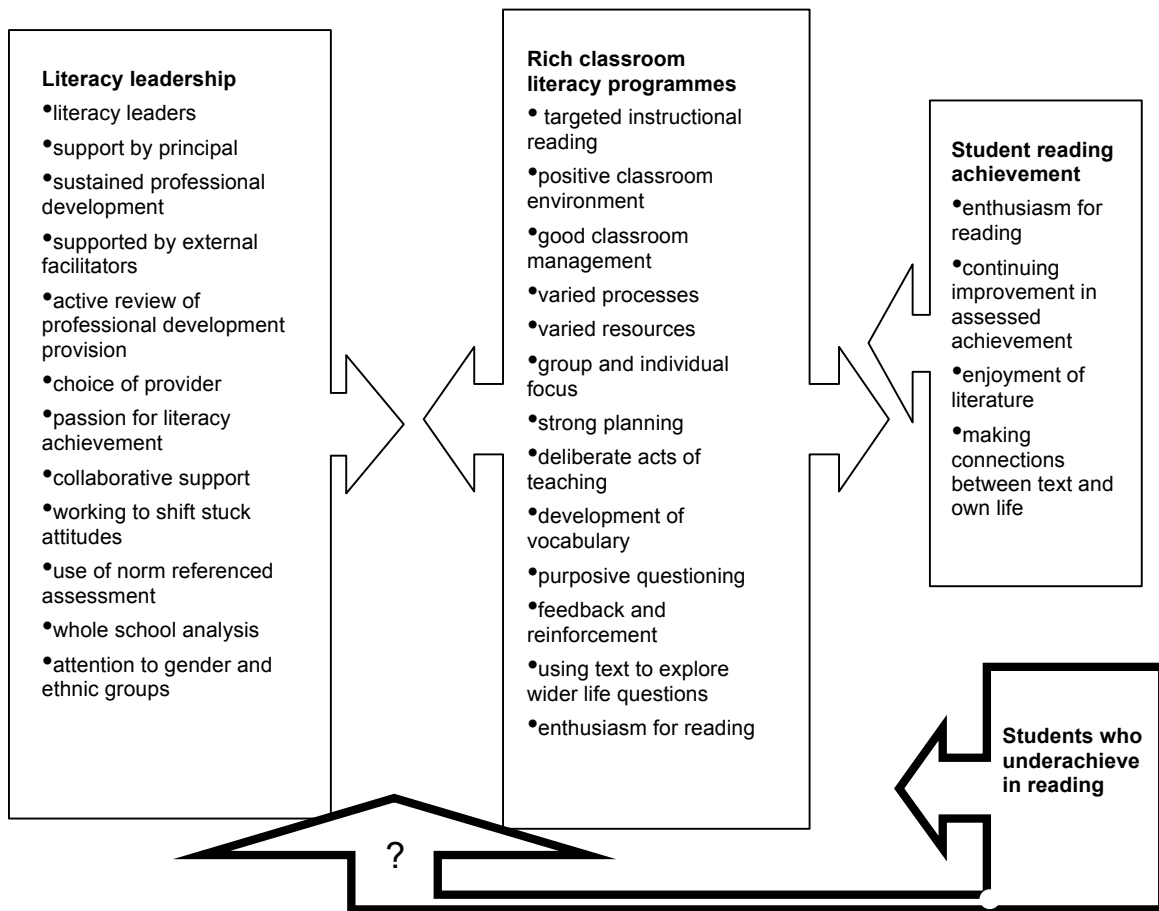 Literacy leadership
•literacy leaders
•support by principal
•sustained professional
development
•supported by external
facilitators
•active review of
professional development
provision
•choice of provider
•passion for literacy
achievement
•collaborative support
•working to shift stuck
attitudes
•use of norm referenced
assessment
•whole school analysis
•attention to gender and
ethnic groups
Rich classroom
literacy programmes
• targeted instructional
reading
•positive classroom
environment
•good classroom
management
•varied processes
•varied resources
•group and individual
focus
•strong planning
•deliberate acts of
teaching
•development of
vocabulary
•purposive questioning
•feedback and
reinforcement
•using text to explore
wider life questions
•enthusiasm for reading
Student reading
achievement
•enthusiasm for
reading
•continuing
improvement in
assessed
achievement
•enjoyment of
literature
•making
connections
between text and
own life
Students who
underachieve
in reading
?